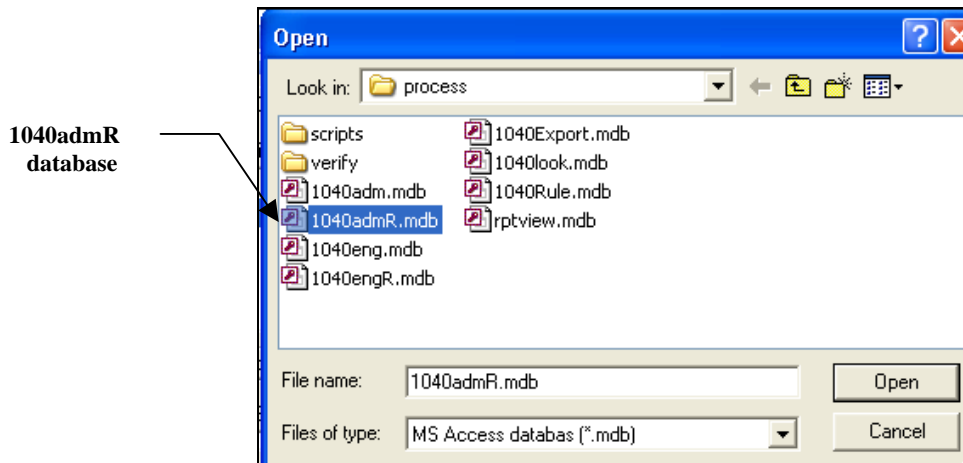 Open
Look in: process
1040admR
database
scripts
verify
1040adm.mdb
1040admR.mdb
1040eng.mdb
1040engR.mdb
1040Export.mdb
1040look.mdb
1040Rule.mdb
rptview.mdb
File name: 1040admR.mdb Open
Files of type: MS Access databas (*.mdb) Cancel